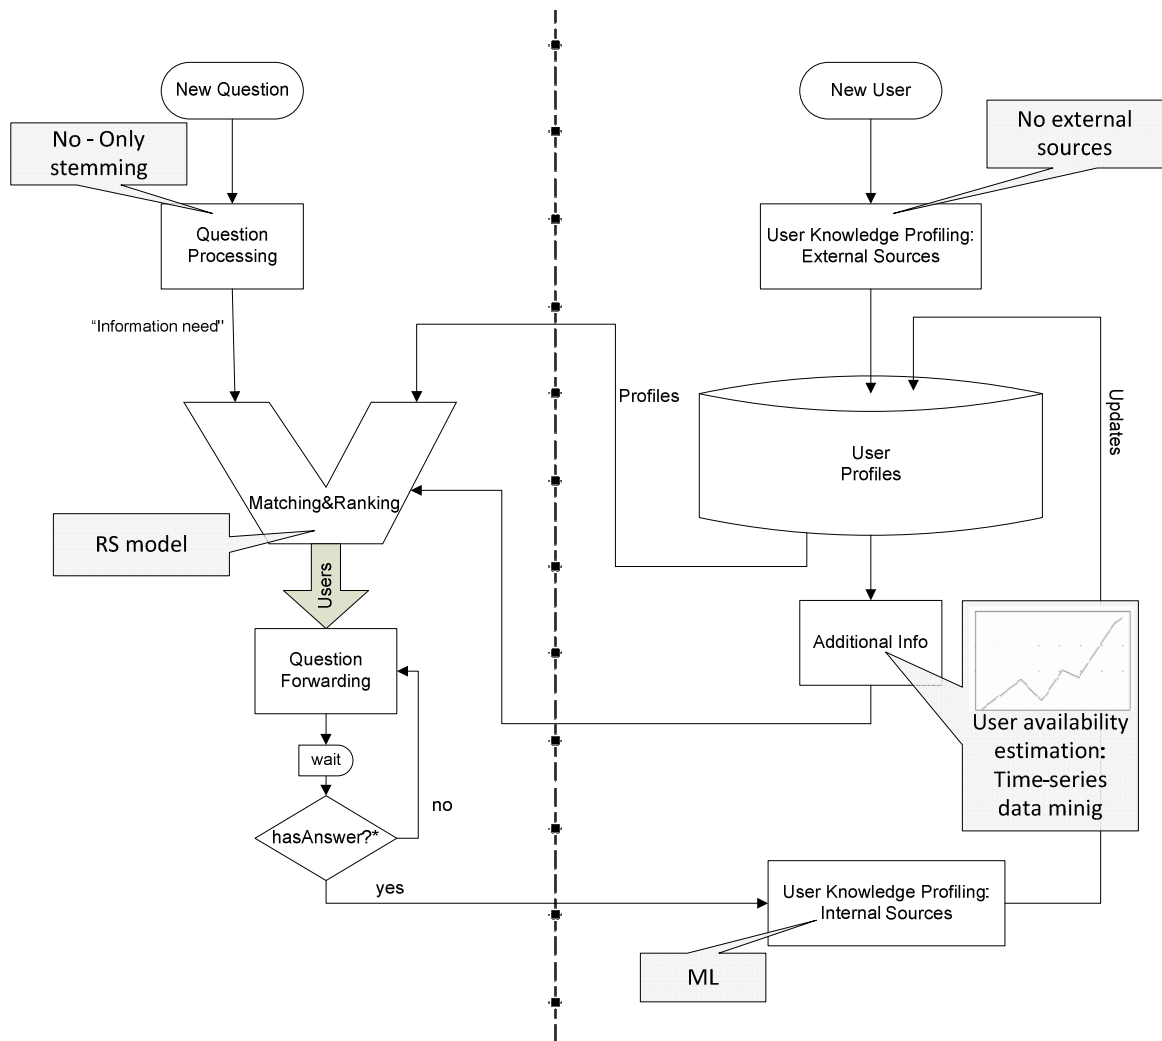 New Question
New User
No - Only
stemming
No external
sources
Question
Processing
User Knowledge Profiling:
External Sources
“Information need"
Profiles
Updates
User
Profiles
Matching&Ranking
RS model
Users
Question
Forwarding
Additional Info
User availability
estimation:
Time-series
data minig
wait
no
hasAnswer?*
yes
User Knowledge Profiling:
Internal Sources
ML